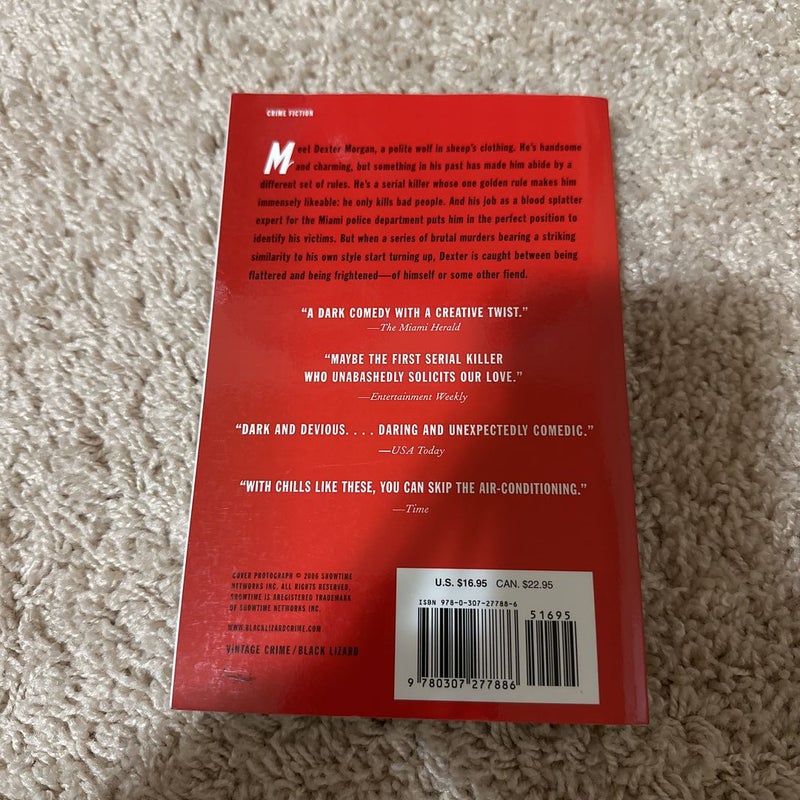 CRIME FICTION
Meet Dexter Morgan, a polite wolf in sheep's clothing. He's handsome
and charming, but something in his past has made him abide by a
different set of rules. He's a serial killer whose one golden rule makes him
immensely likeable: he only kills bad people. And his job as a blood splatter
expert for the Miami police department puts him in the perfect position to
identify his victims. But when a series of brutal murders bearing a striking
similarity to his own style start turning up, Dexter is caught between being
flattered and being frightened—of himself or some other fiend.
“A DARK COMEDY WITH A CREATIVE TWIST.”
—The Miami Herald
“MAYBE THE FIRST SERIAL KILLER
WHO UNABASHEDLY SOLICITS OUR LOVE.”
—Entertainment Weekly
“DARK AND DEVIOUS. . . . DARING AND UNEXPECTEDLY COMEDIC.”
—USA Today
“WITH CHILLS LIKE THESE, YOU CAN SKIP THE AIR-CONDITIONING.”
—Time
COVER PHOTOGRAPH © 2006 SHOWTIME
NETWORKS INC. ALL RIGHTS RESERVED.
SHOWTIME IS AREGISTERED TRADEMARK
OF SHOWTIME NETWORKS INC.
WWW.BLACKLIZARDCRIME.COM
VINTAGE CRIME/BLACK LIZARD
U.S. $16.95 CAN. $22.95
ISBN 978-0-307-27788-6
51695
9 780307 277886